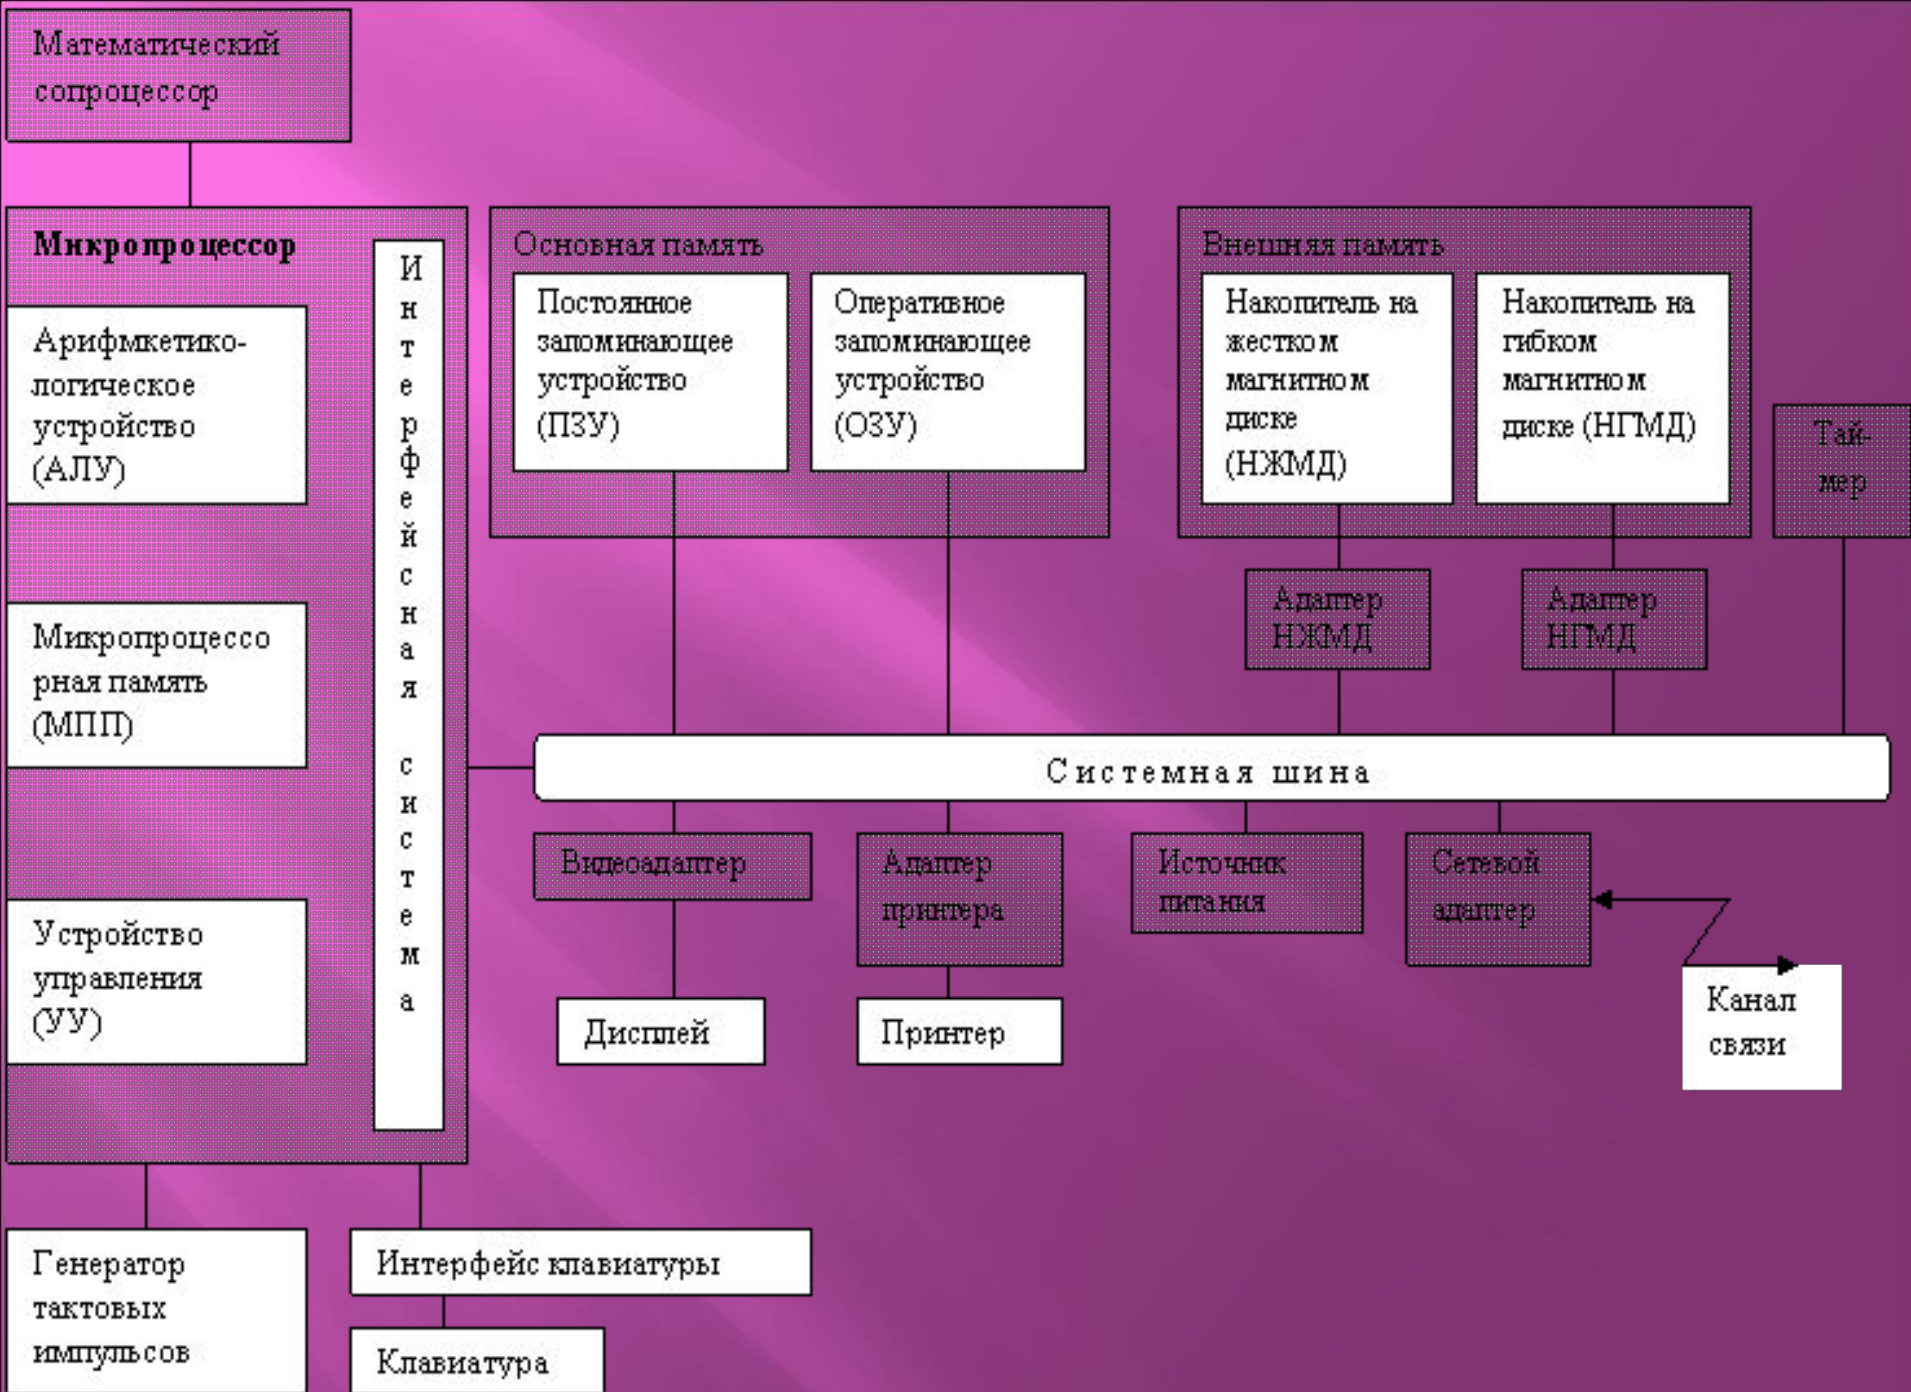 Математический
сопроцессор
Микропроцессор
Арифмкетико-
логическое
устройство
(АЛУ)
Микропроцессо
рная память
(МПП)
Устройство
управления
(УУ)
Интерфейсная система
Основная память
Постоянное
запоминающее
устройство
(ПЗУ)
Оперативное
запоминающее
устройство
(ОЗУ)
Внешняя память
Накопитель на
жестком
магнитном
диске
(НЖМД)
Накопитель на
гибком
магнитном
диске (НГМД)
Тай-
мер
Адаптер
НЖМД
Адаптер
НГМД
Системная шина
Видеоадаптер
Адаптер
принтера
Источник
питания
Сетевой
адаптер
Дисплей
Принтер
Канал
связи
Генератор
тактовых
импульсов
Интерфейс клавиатуры
Клавиатура